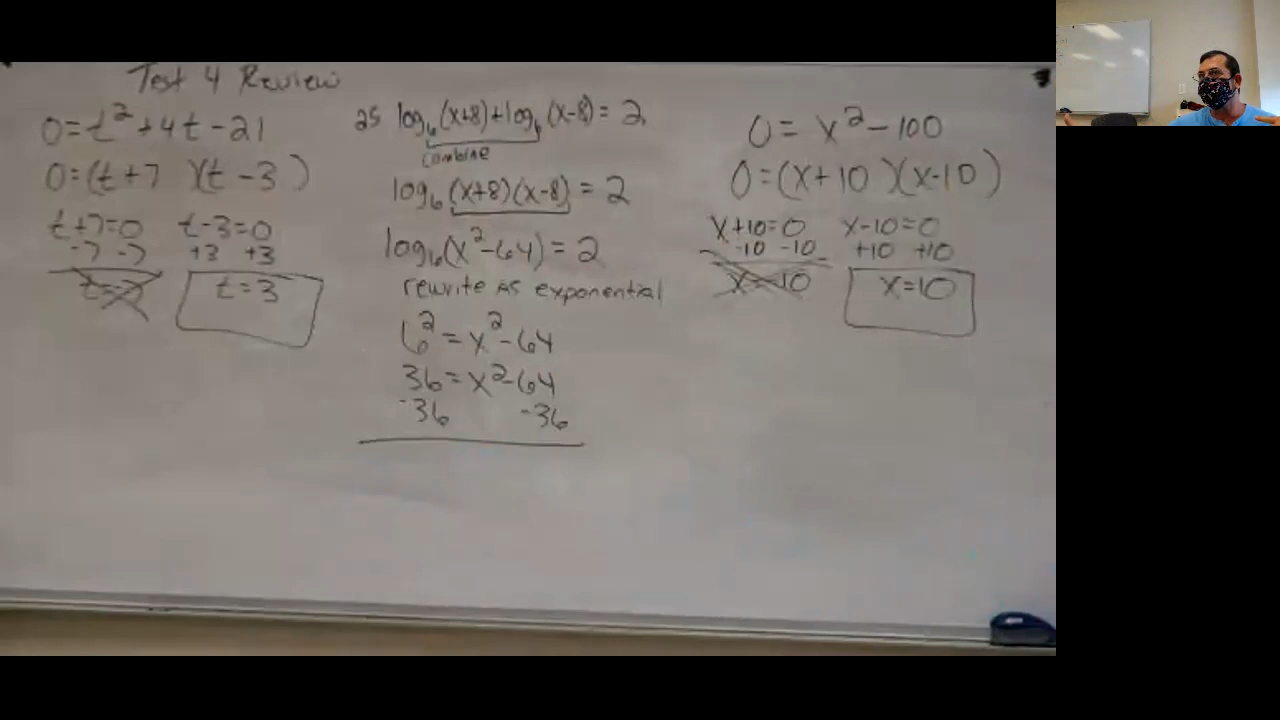 Test 4 Review
0=t²+4t-21
0=(t+7 )(t-3 )
t+7=0 t-3=0
-7 -7 +3 +3
t=-7 t=3
25 log₆(x+8)+log₆(x-8)=2
combine
log₆(x+8)(x-8)=2
log₆(x²-64)=2
rewrite as exponential
6²=x²-64
36=x²-64
-36 -36
0=x²-100
0=(x+10 )(x-10 )
x+10=0 x-10=0
-10 -10 +10 +10
x=-10 x=10